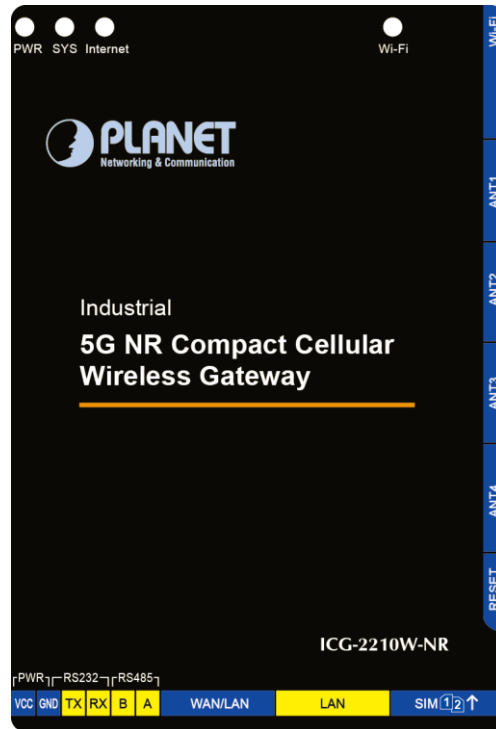 PWR SYS Internet Wi-Fi
Wi-Fi
ANT1
ANT2
ANT3
ANT4
RESET
PLANET
Networking & Communication
Industrial
5G NR Compact Cellular
Wireless Gateway
ICG-2210W-NR
PWR RS232 RS485
VCC GND TX RX B A WAN/LAN LAN SIM 1 2 ↑